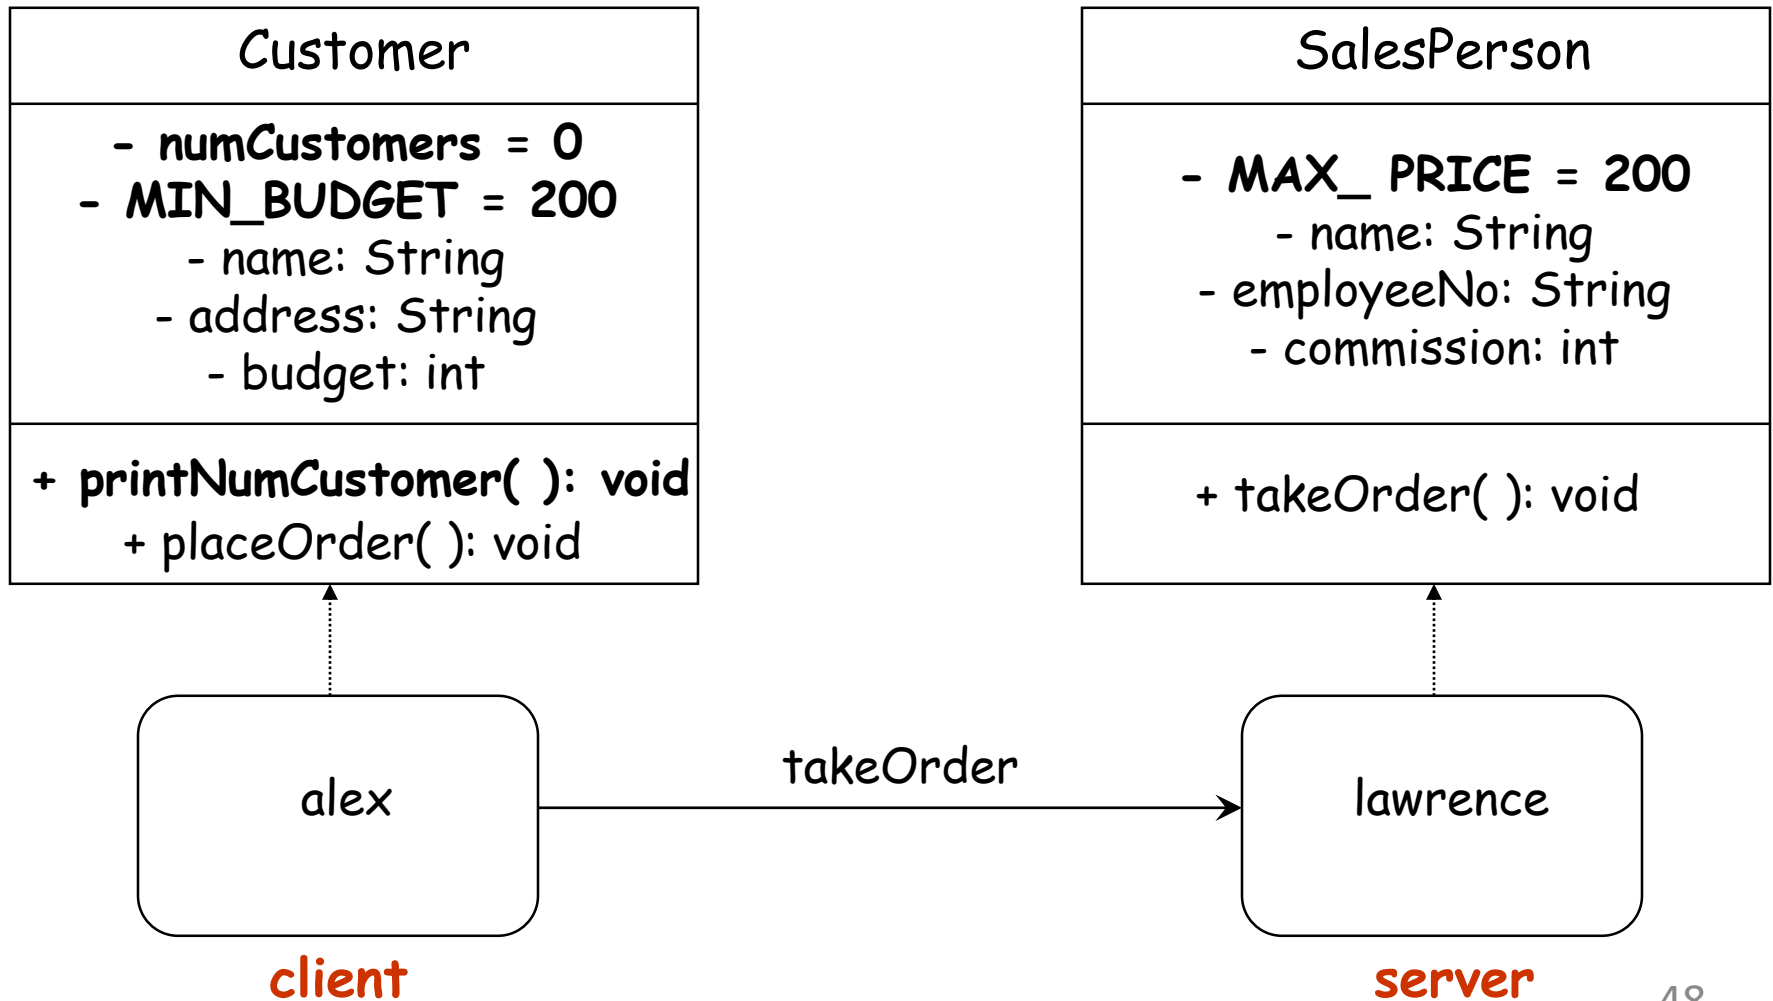 Customer
- numCustomers = 0
- MIN_BUDGET = 200
- name: String
- address: String
- budget: int
+ printNumCustomer( ): void
+ placeOrder( ): void
SalesPerson
- MAX_ PRICE = 200
- name: String
- employeeNo: String
- commission: int
+ takeOrder( ): void
alex
takeOrder
lawrence
client
server
48